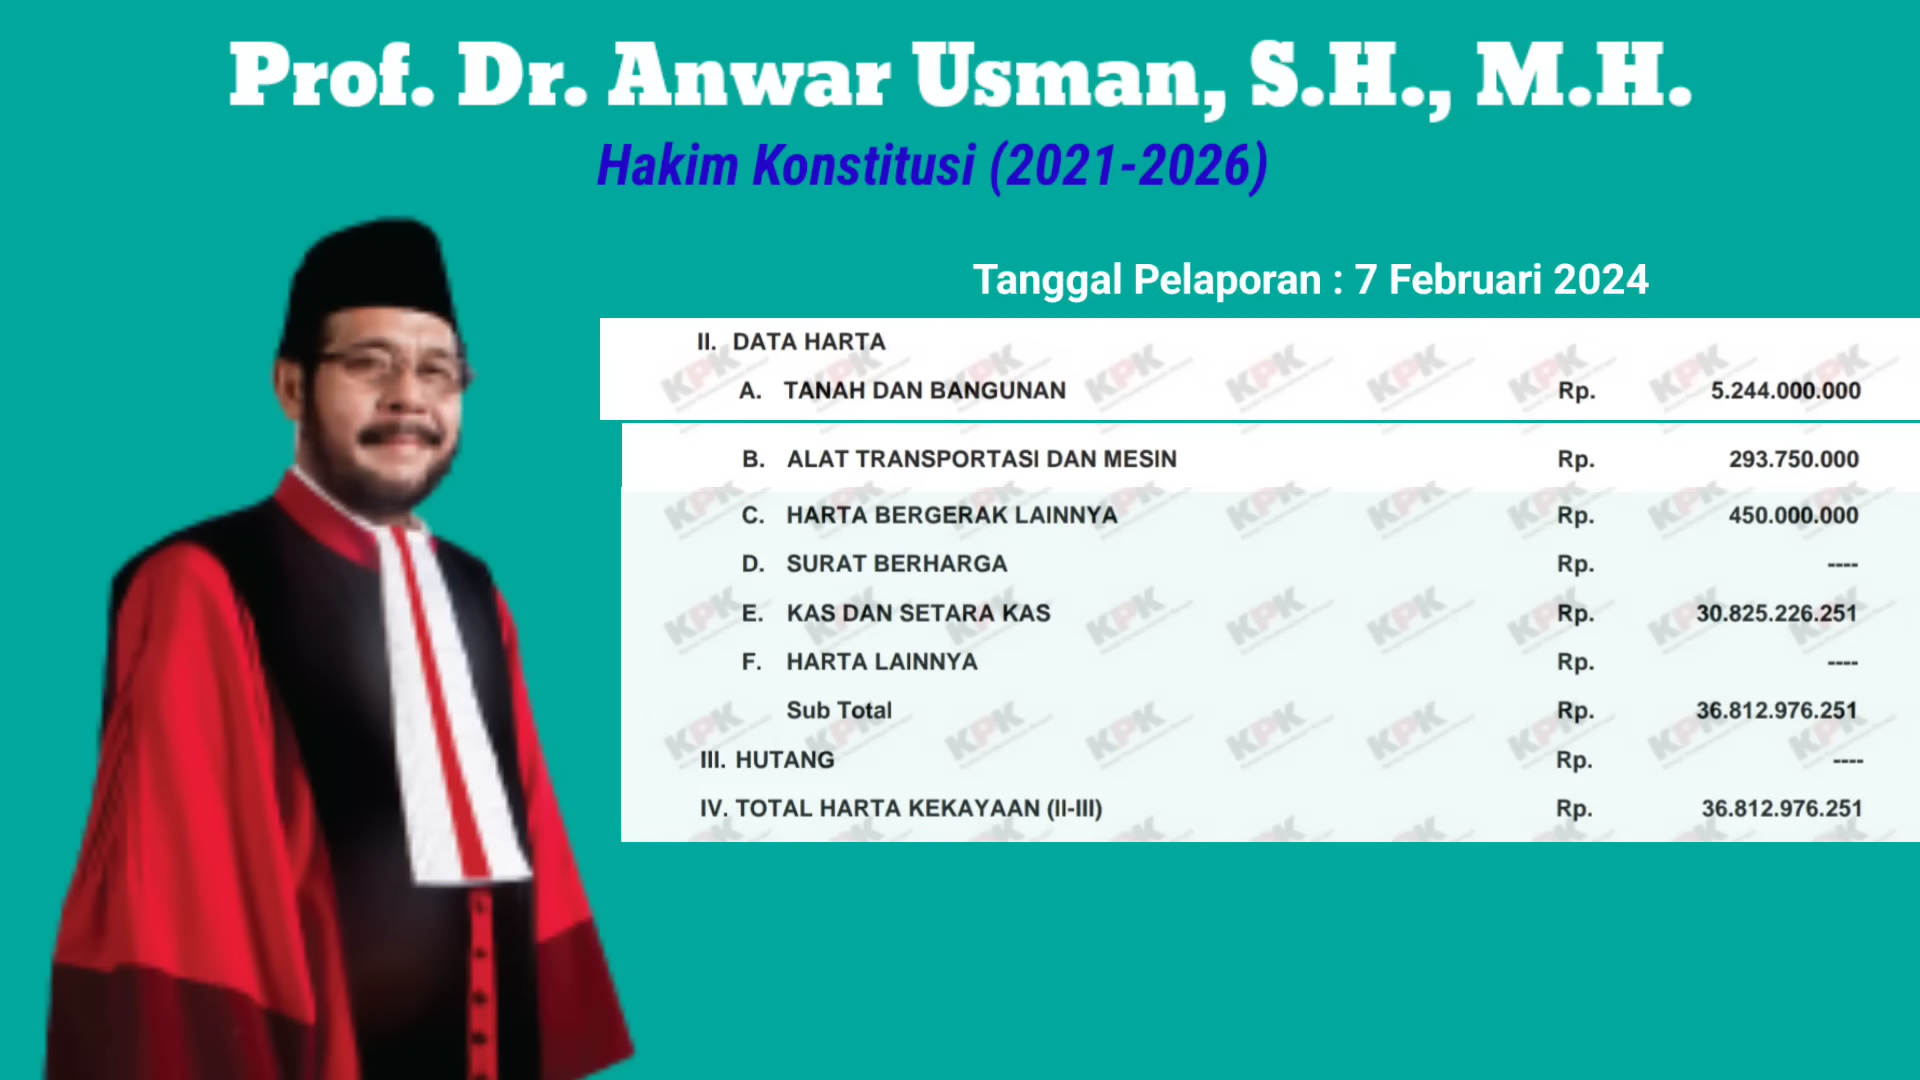 Prof. Dr. Anwar Usman, S.H., M.H.
Hakim Konstitusi (2021-2026)
Tanggal Pelaporan : 7 Februari 2024
II. DATA HARTA
A. TANAH DAN BANGUNAN Rp. 5.244.000.000
B. ALAT TRANSPORTASI DAN MESIN Rp. 293.750.000
C. HARTA BERGERAK LAINNYA Rp. 450.000.000
D. SURAT BERHARGA Rp. ----
E. KAS DAN SETARA KAS Rp. 30.825.226.251
F. HARTA LAINNYA Rp. ----
Sub Total Rp. 36.812.976.251
III. HUTANG Rp. ----
IV. TOTAL HARTA KEKAYAAN (II-III) Rp. 36.812.976.251